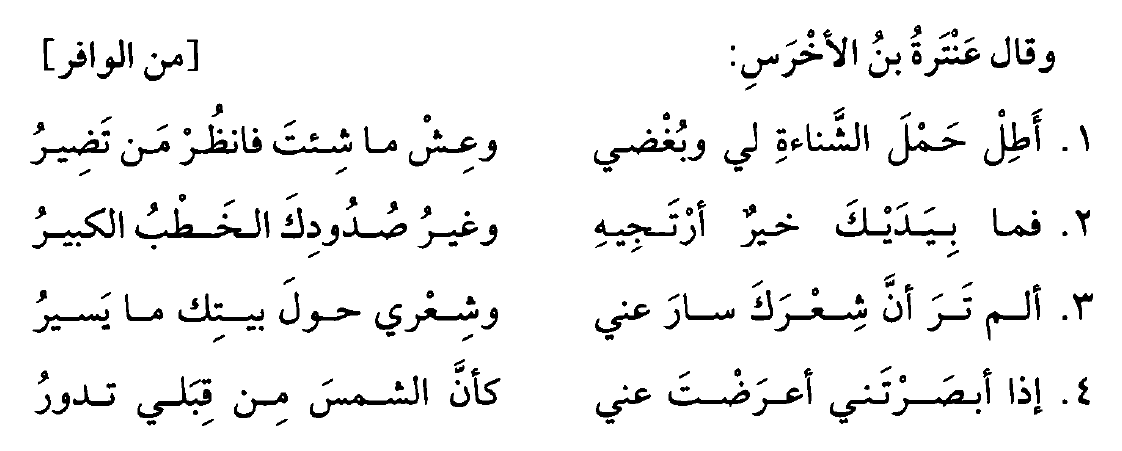 وقال عَنْتَرةُ بنُ الأخْرَسِ: [من الوافر]
١. أَطِلْ حَمْلَ الشَّناءةِ لي وبُغْضي وعِشْ ما شِئتَ فانظُرْ مَن تَضِيرُ
٢. فما بِيَدَيْكَ خيرٌ أرْتَجِيهِ وغيرُ صُدُودِكَ الخَطْبُ الكبيرُ
٣. ألم تَرَ أنَّ شِعْرَكَ سارَ عني وشِعْري حولَ بيتِك ما يَسيرُ
٤. إذا أبصَرْتَني أعرَضْتَ عني كأنَّ الشمسَ مِن قِبَلي تدورُ